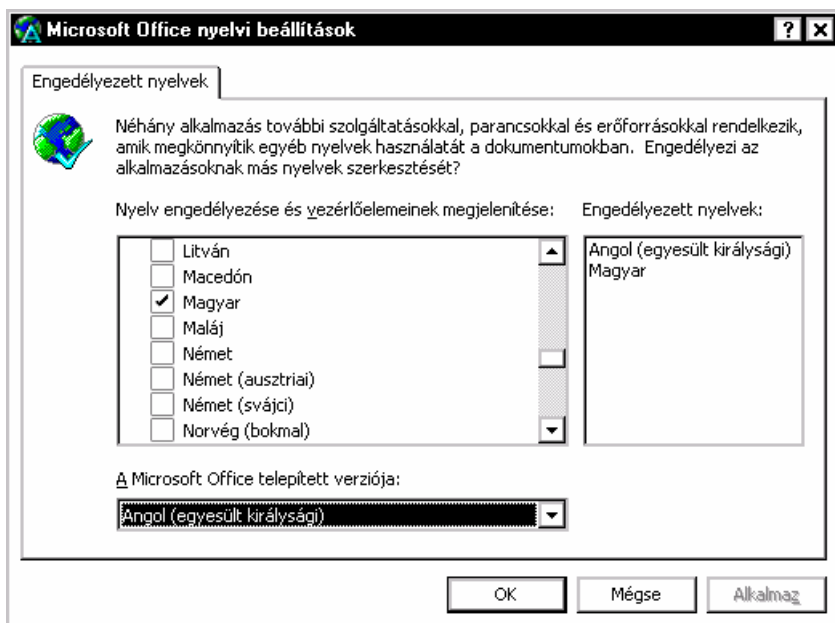 Microsoft Office nyelvi beállítások
Engedélyezett nyelvek
Néhány alkalmazás további szolgáltatásokkal, parancsokkal és erőforrásokkal rendelkezik,
amik megkönnyítik egyéb nyelvek használatát a dokumentumokban. Engedélyezi az
alkalmazásoknak más nyelvek szerkesztését?
Nyelv engedélyezése és vezérlőelemeinek megjelenítése:
Litván
Macedón
Magyar
Maláj
Német
Német (ausztriai)
Német (svájci)
Norvég (bokmal)
Engedélyezett nyelvek:
Angol (egyesült királysági)
Magyar
A Microsoft Office telepített verziója:
Angol (egyesült királysági)
OK
Mégse
Alkalmaz